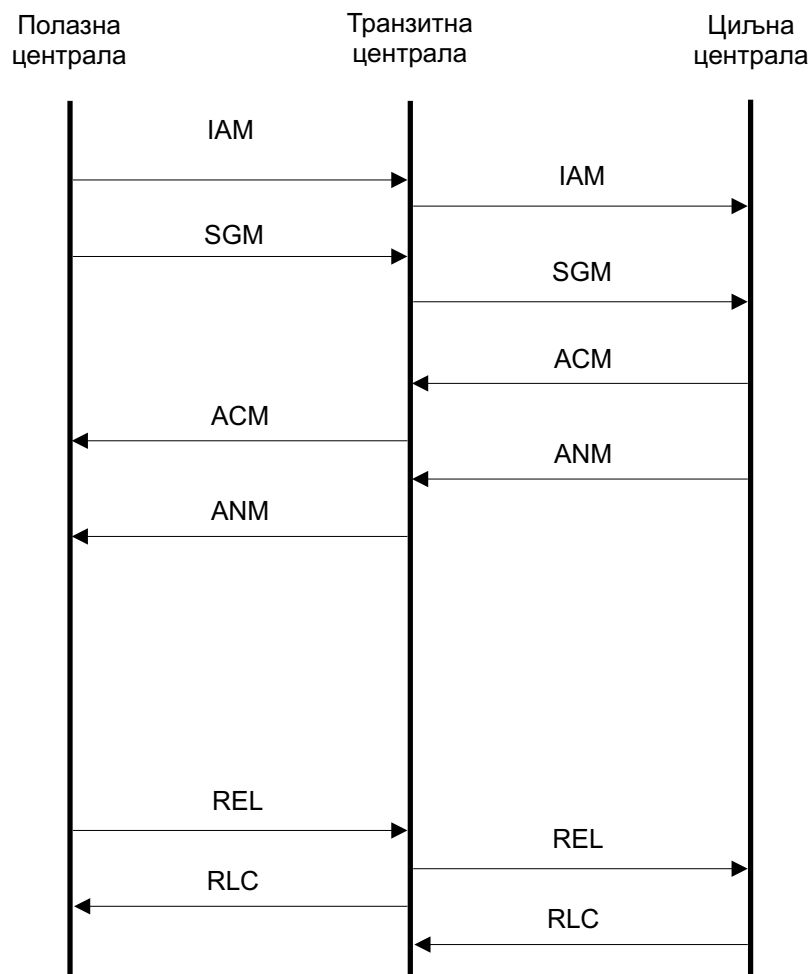 Полазна
централа
Транзитна
централа
Циљна
централа
IAM
IAM
SGM
SGM
ACM
ACM
ANM
ANM
REL
REL
RLC
RLC